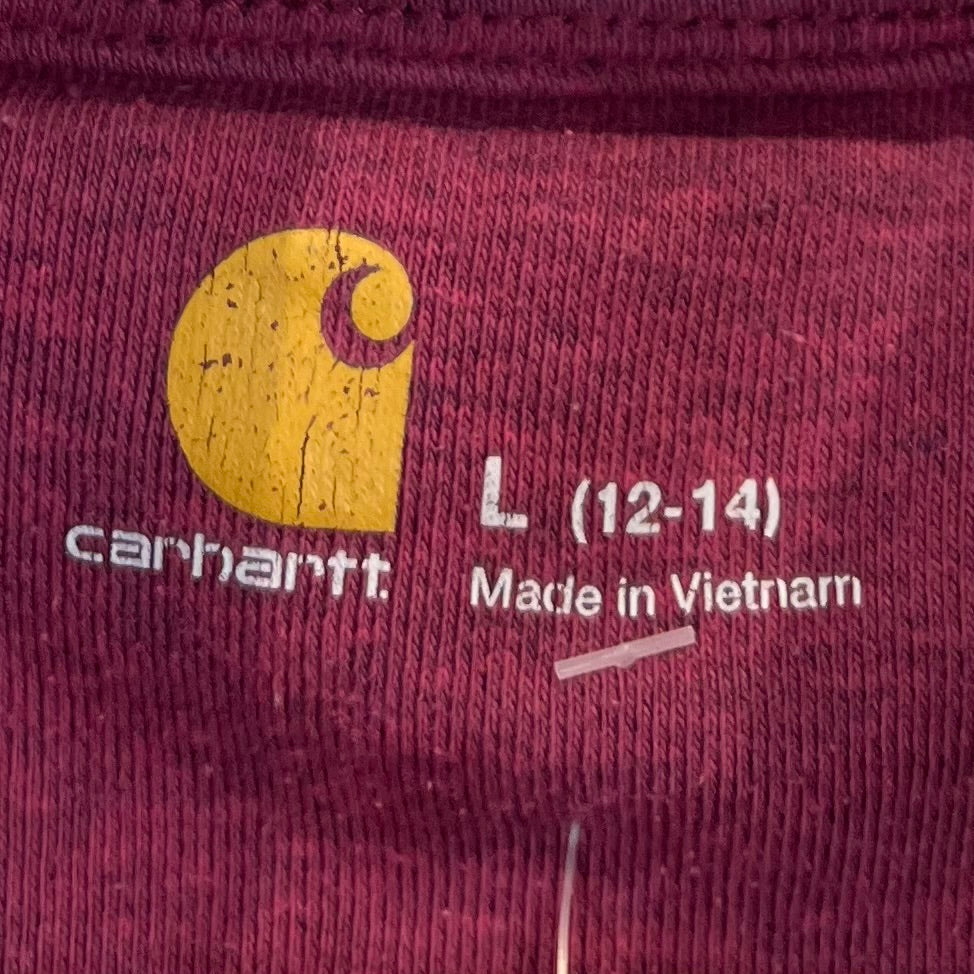 carhartt.
L (12-14)
Made in Vietnam